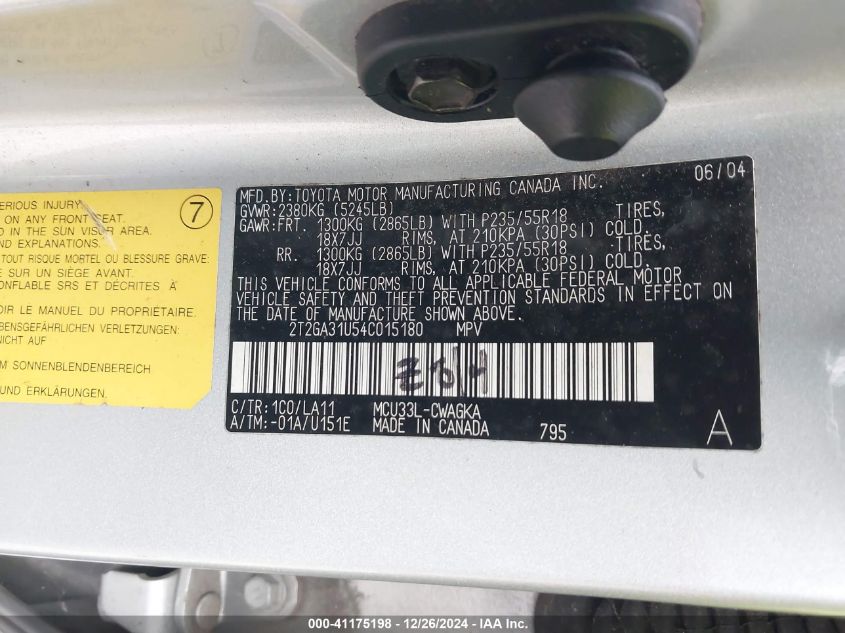 ERIOUS INJURY
ON ANY FRONT SEAT.
D IN THE SUN VISOR AREA.
AND EXPLANATIONS.
TOUT RISQUE MORTEL OU BLESSURE GRAVE:
E SUR UN SIÈGE AVANT.
ONFLABLE SRS ET DÉCRITES À
OIR LE MANUEL DU PROPRIÉTAIRE.
BENSGEFÄHRLICHEN VERLETZUNG:
NICHT AUF
M SONNENBLENDENBEREICH
UND ERKLÄRUNGEN.
7
MFD.BY:TOYOTA MOTOR MANUFACTURING CANADA INC. 06/04
GVWR:2380KG (5245LB)
GAWR:FRT. 1300KG (2865LB) WITH P235/55R18 TIRES,
18X7JJ RIMS, AT 210KPA (30PSI) COLD.
RR. 1300KG (2865LB) WITH P235/55R18 TIRES,
18X7JJ RIMS, AT 210KPA (30PSI) COLD.
THIS VEHICLE CONFORMS TO ALL APPLICABLE FEDERAL MOTOR
VEHICLE SAFETY AND THEFT PREVENTION STANDARDS IN EFFECT ON
THE DATE OF MANUFACTURE SHOWN ABOVE.
2T2GA31U54C015180 MPV
C/TR:1C0/LA11 MCU33L-CWAGKA
A/TM:-01A/U151E MADE IN CANADA 795 A
000-41175198 - 12/26/2024 - IAA Inc.